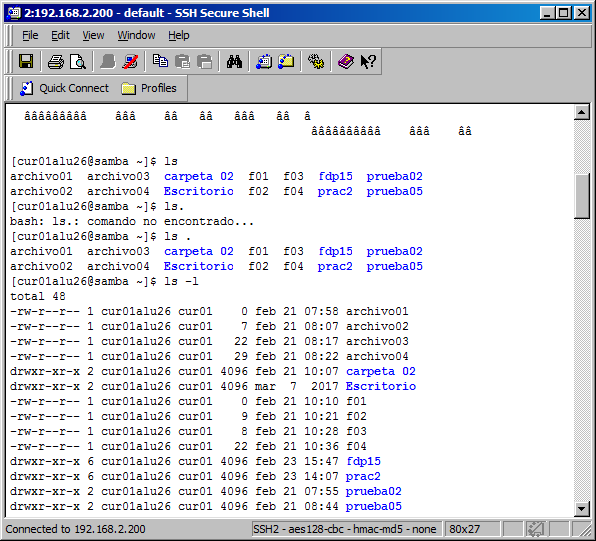 2:192.168.2.200 - default - SSH Secure Shell
File Edit View Window Help
Quick Connect Profiles
âââââââââ âââ ââ ââ âââ ââ â
ââââââââââ âââ ââ
[cur01alu26@samba ~]$ ls
archivo01 archivo03 carpeta 02 f01 f03 fdp15 prueba02
archivo02 archivo04 Escritorio f02 f04 prac2 prueba05
[cur01alu26@samba ~]$ ls.
bash: ls.: comando no encontrado...
[cur01alu26@samba ~]$ ls .
archivo01 archivo03 carpeta 02 f01 f03 fdp15 prueba02
archivo02 archivo04 Escritorio f02 f04 prac2 prueba05
[cur01alu26@samba ~]$ ls -l
total 48
-rw-r--r-- 1 cur01alu26 cur01 0 feb 21 07:58 archivo01
-rw-r--r-- 1 cur01alu26 cur01 7 feb 21 08:07 archivo02
-rw-r--r-- 1 cur01alu26 cur01 22 feb 21 08:17 archivo03
-rw-r--r-- 1 cur01alu26 cur01 29 feb 21 08:22 archivo04
drwxr-xr-x 2 cur01alu26 cur01 4096 feb 21 10:07 carpeta 02
drwxr-xr-x 2 cur01alu26 cur01 4096 mar 7 2017 Escritorio
-rw-r--r-- 1 cur01alu26 cur01 0 feb 21 10:10 f01
-rw-r--r-- 1 cur01alu26 cur01 9 feb 21 10:21 f02
-rw-r--r-- 1 cur01alu26 cur01 8 feb 21 10:28 f03
-rw-r--r-- 1 cur01alu26 cur01 22 feb 21 10:36 f04
drwxr-xr-x 6 cur01alu26 cur01 4096 feb 23 15:47 fdp15
drwxr-xr-x 6 cur01alu26 cur01 4096 feb 23 14:07 prac2
drwxr-xr-x 2 cur01alu26 cur01 4096 feb 21 07:55 prueba02
drwxr-xr-x 2 cur01alu26 cur01 4096 feb 21 08:44 prueba05
Connected to 192.168.2.200 SSH2 - aes128-cbc - hmac-md5 - none 80x27